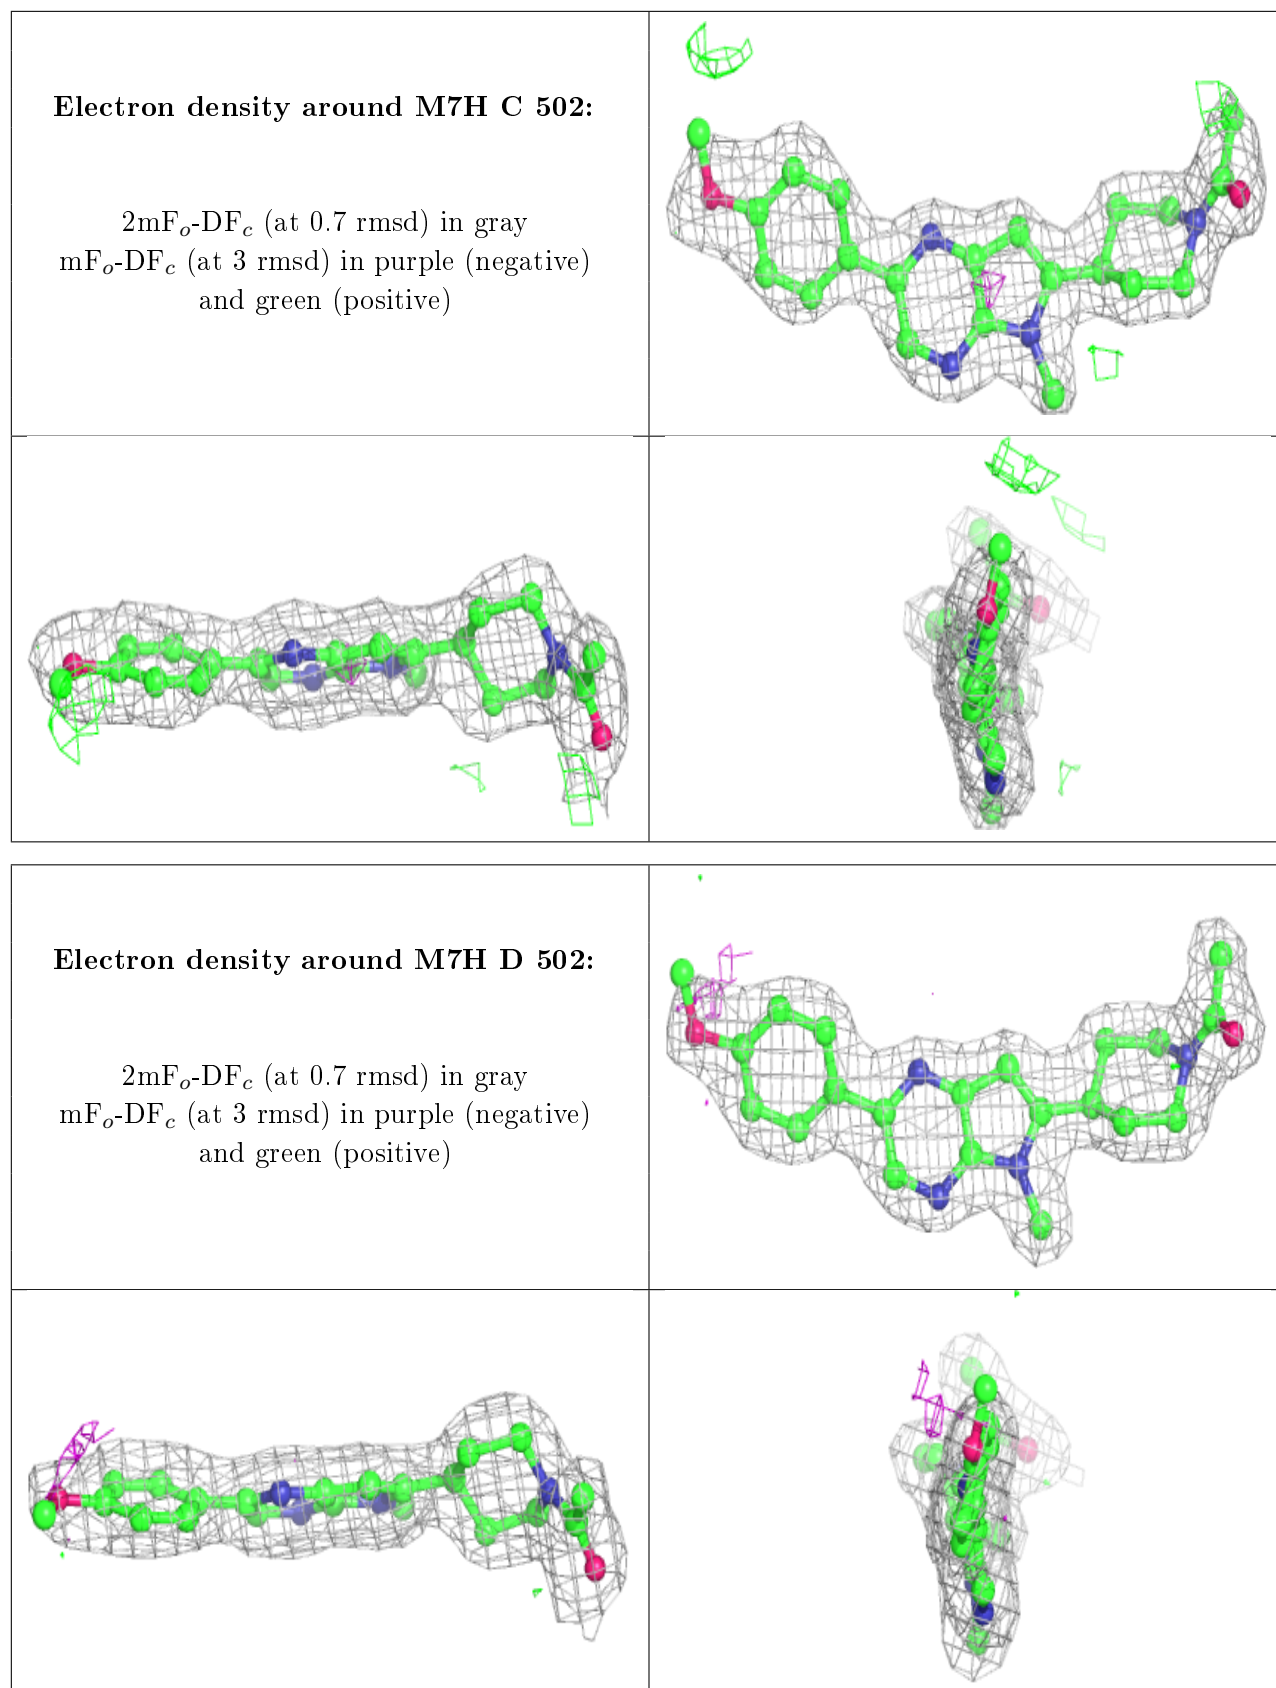 Electron density around M7H C 502:
2mFo-DFc (at 0.7 rmsd) in gray
mFo-DFc (at 3 rmsd) in purple (negative)
and green (positive)
Electron density around M7H D 502:
2mFo-DFc (at 0.7 rmsd) in gray
mFo-DFc (at 3 rmsd) in purple (negative)
and green (positive)